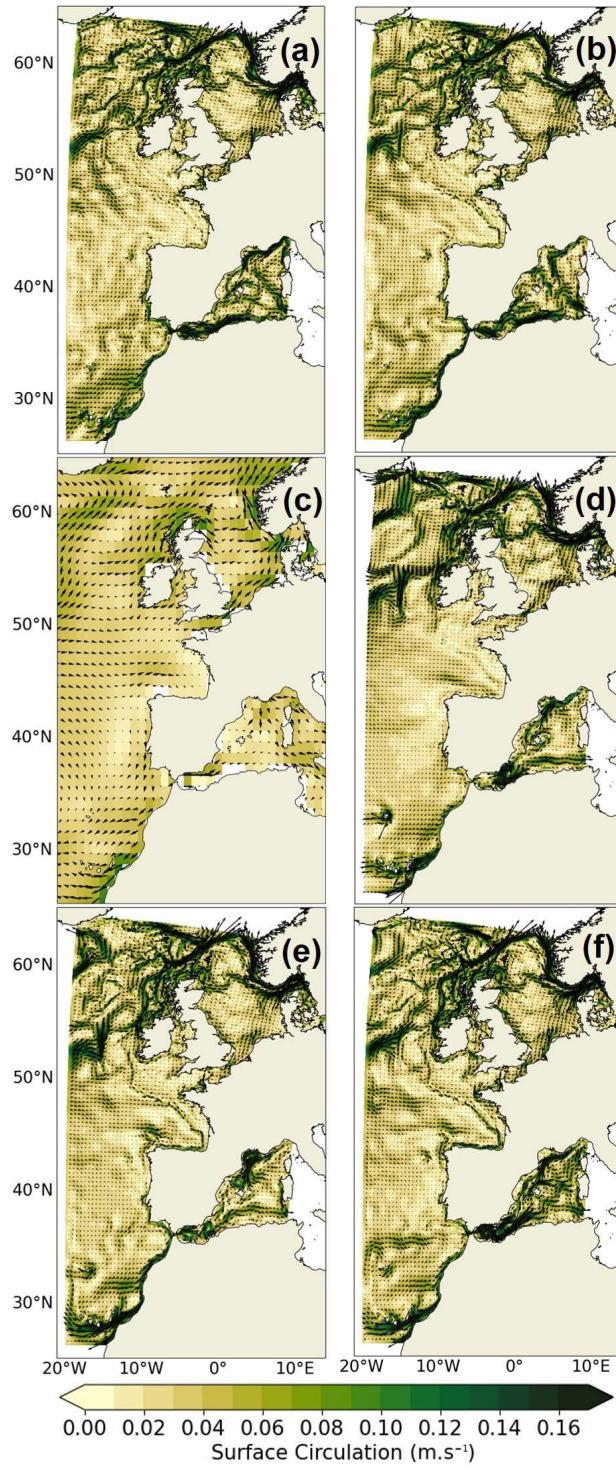 (a) (b)
60°N
50°N
40°N
30°N
(c) (d)
60°N
50°N
40°N
30°N
(e) (f)
60°N
50°N
40°N
30°N
20°W 10°W 0° 10°E 20°W 10°W 0° 10°E
0.00 0.02 0.04 0.06 0.08 0.10 0.12 0.14 0.16
Surface Circulation (m.s⁻¹)